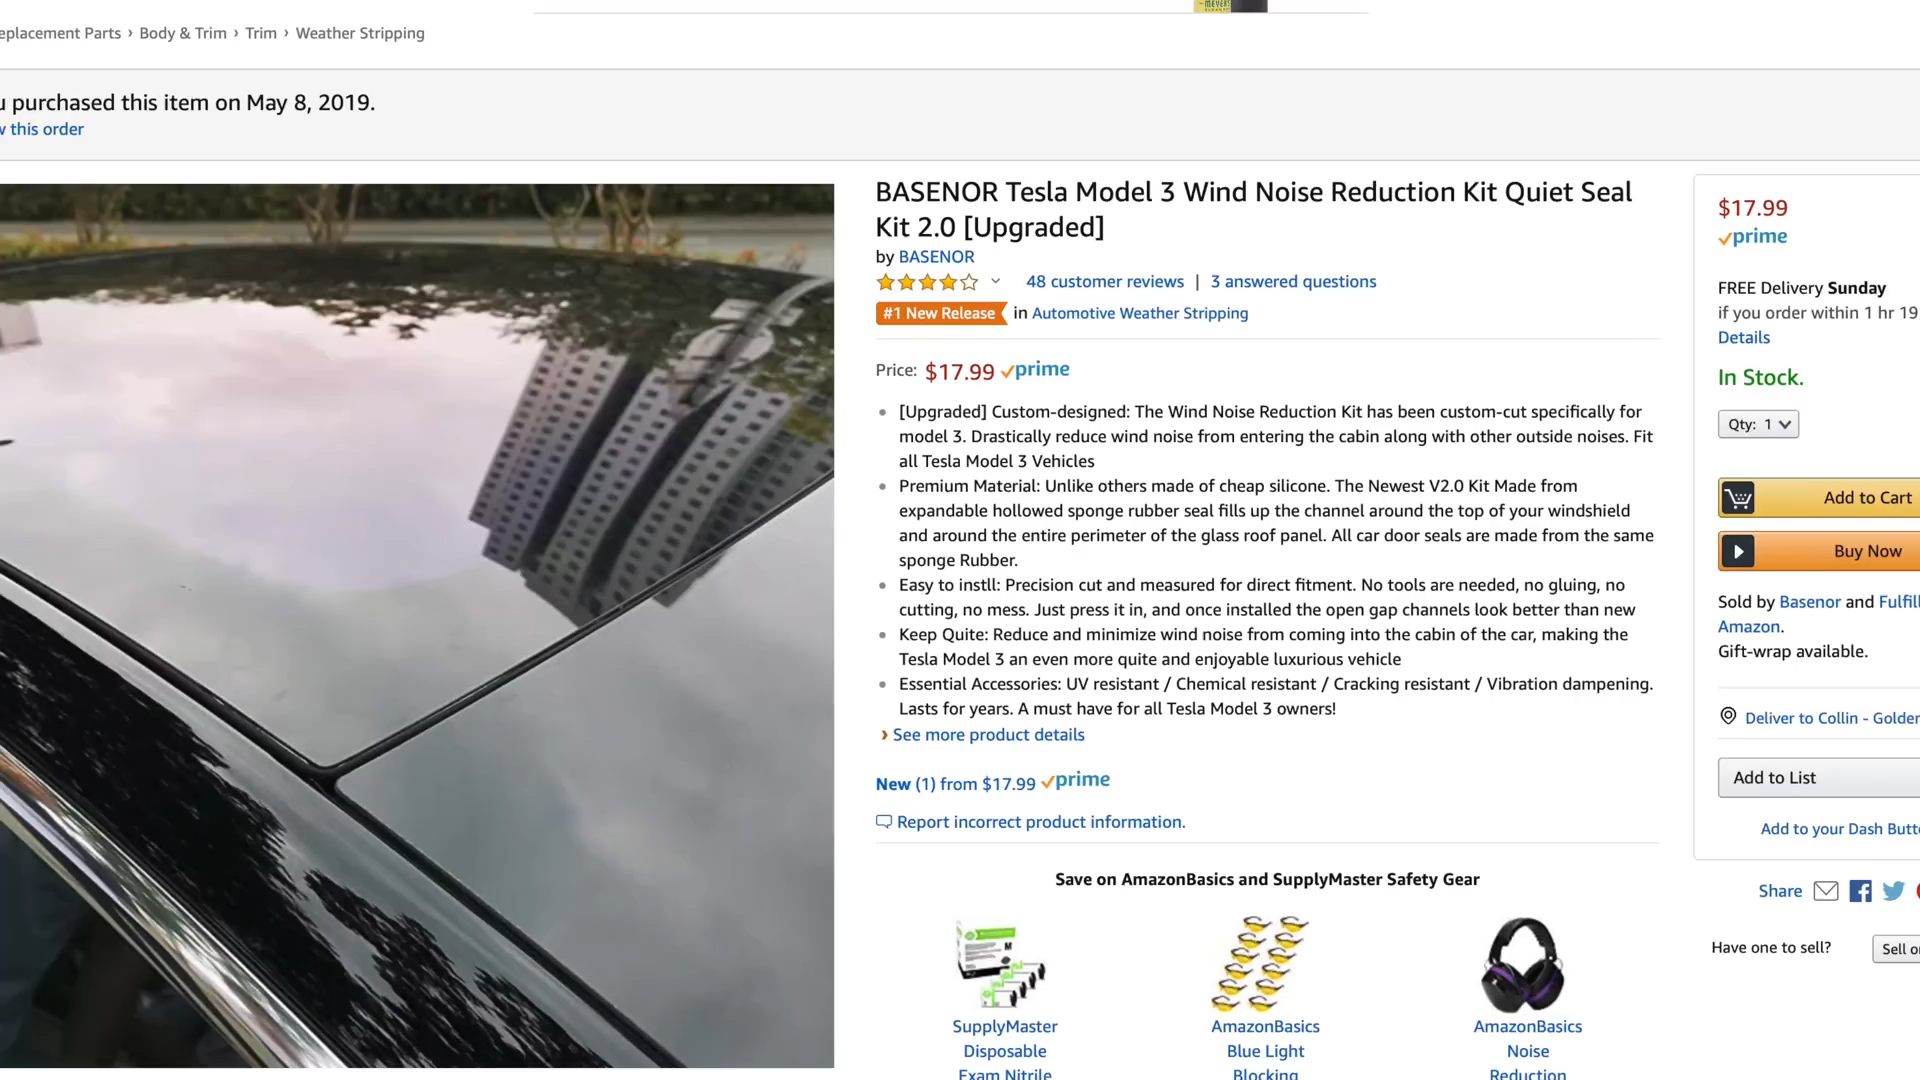 eplacement Parts › Body & Trim › Trim › Weather Stripping
purchased this item on May 8, 2019.
this order
BASENOR Tesla Model 3 Wind Noise Reduction Kit Quiet Seal
Kit 2.0 [Upgraded]
by BASENOR
48 customer reviews | 3 answered questions
#1 New Release in Automotive Weather Stripping
Price: $17.99 prime
[Upgraded] Custom-designed: The Wind Noise Reduction Kit has been custom-cut specifically for
model 3. Drastically reduce wind noise from entering the cabin along with other outside noises. Fit
all Tesla Model 3 Vehicles
Premium Material: Unlike others made of cheap silicone. The Newest V2.0 Kit Made from
expandable hollowed sponge rubber seal fills up the channel around the top of your windshield
and around the entire perimeter of the glass roof panel. All car door seals are made from the same
sponge Rubber.
Easy to instll: Precision cut and measured for direct fitment. No tools are needed, no gluing, no
cutting, no mess. Just press it in, and once installed the open gap channels look better than new
Keep Quite: Reduce and minimize wind noise from coming into the cabin of the car, making the
Tesla Model 3 an even more quite and enjoyable luxurious vehicle
Essential Accessories: UV resistant / Chemical resistant / Cracking resistant / Vibration dampening.
Lasts for years. A must have for all Tesla Model 3 owners!
› See more product details
New (1) from $17.99 prime
Report incorrect product information.
Save on AmazonBasics and SupplyMaster Safety Gear
SupplyMaster
Disposable
Exam Nitrile
AmazonBasics
Blue Light
Blocking
AmazonBasics
Noise
Reduction
$17.99
prime
FREE Delivery Sunday
if you order within 1 hr 19
Details
In Stock.
Qty: 1
Add to Cart
Buy Now
Sold by Basenor and Fulfill
Amazon.
Gift-wrap available.
Deliver to Collin - Golden
Add to List
Add to your Dash Butt
Share
Have one to sell?
Sell o
MEYER'S